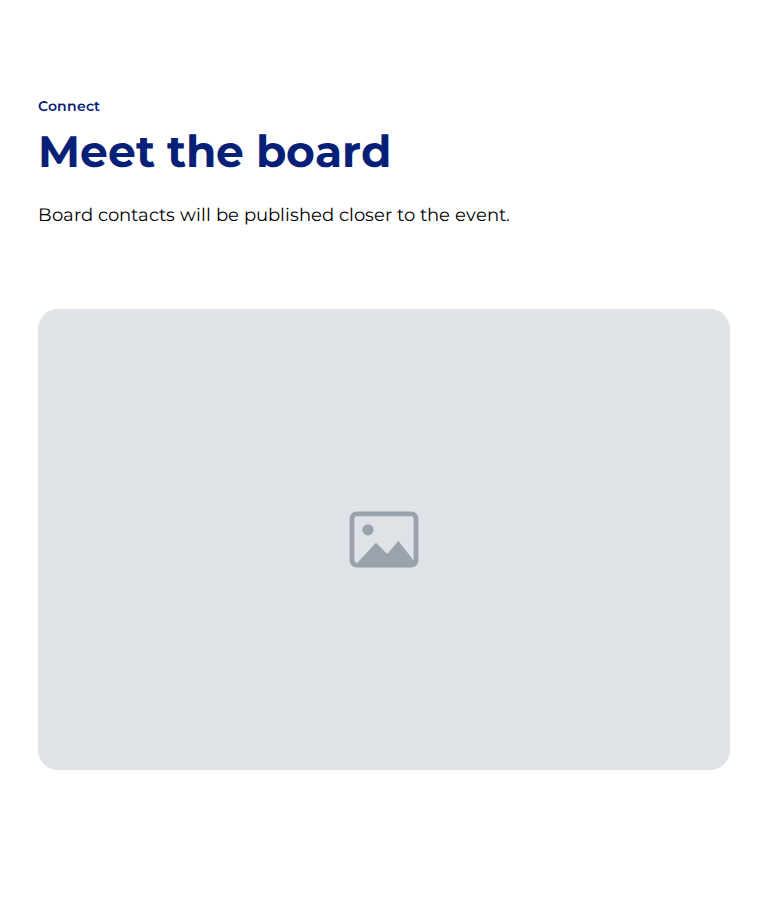 Connect
Meet the board
Board contacts will be published closer to the event.